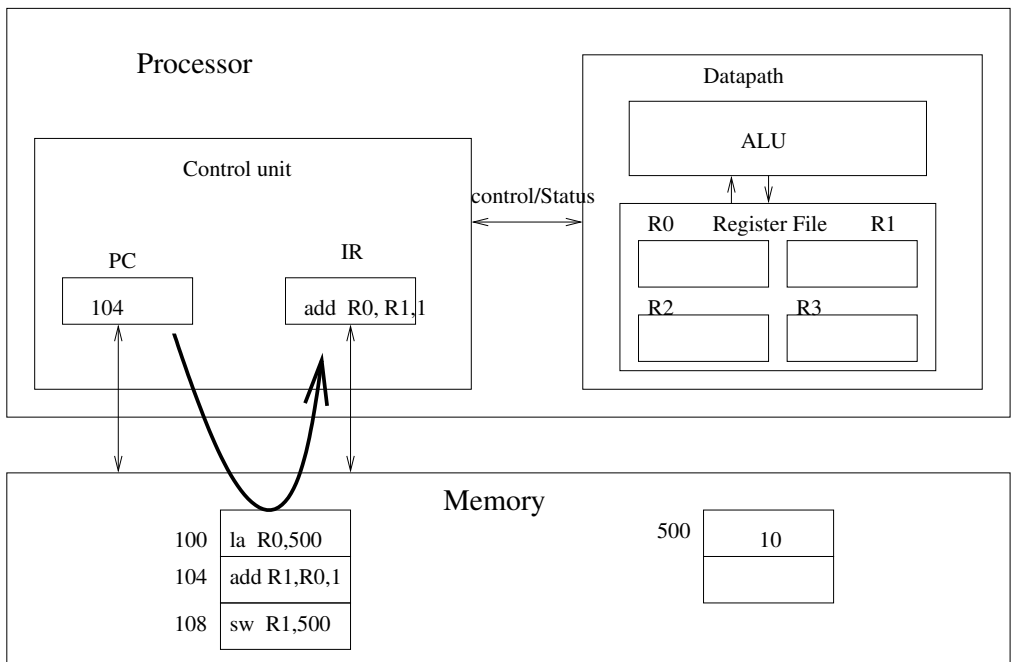 Processor
Datapath
ALU
Control unit
control/Status
R0 Register File R1
PC
IR
104
add R0, R1,1
R2
R3
Memory
100 la R0,500
500 10
104 add R1,R0,1
108 sw R1,500